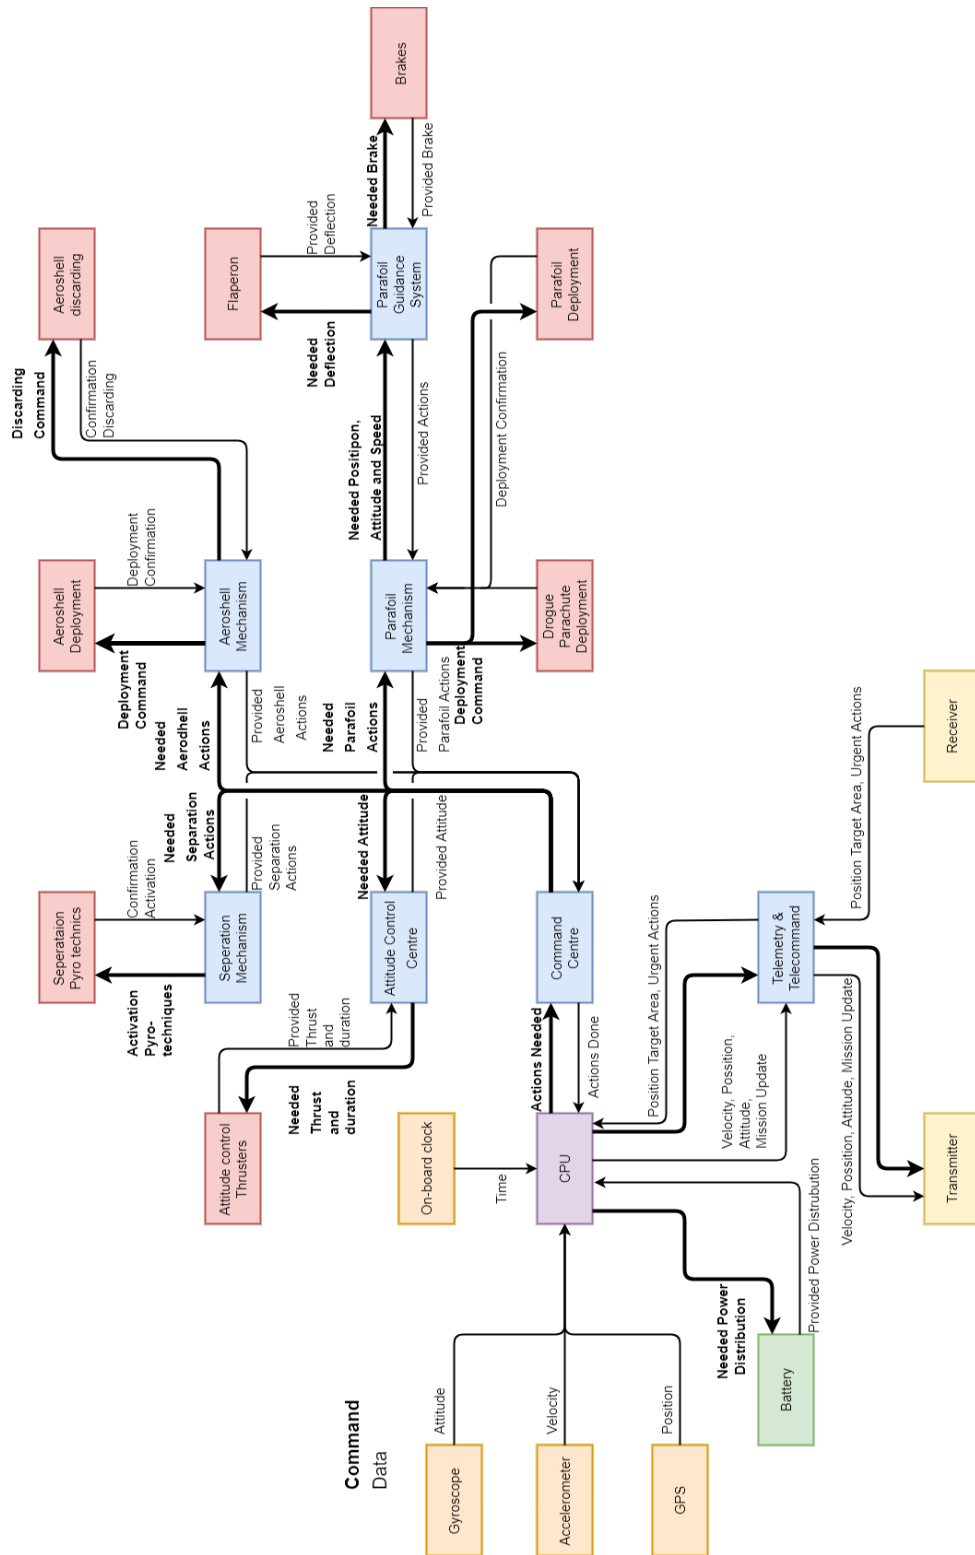 Command
Data
Gyroscope
Accelerometer
GPS
Attitude
Velocity
Position
Battery
Needed Power
Distribution
Provided Power Distrubution
On-board clock
Time
CPU
Transmitter
Attitude control
Thrusters
Needed
Thrust and
duration
Provided
Thrust and
duration
Actions Needed
Actions Done
Position Target Area, Urgent Actions
Velocity, Possition,
Attitude,
Mission Update
Velocity, Possition, Attitude, Mission Update
Seperataion
Pyro technics
Activation
Pyro-
techniques
Confirmation
Activation
Seperation
Mechanism
Attitude Control
Centre
Command
Centre
Telemetry &
Telecommand
Needed
Separation
Actions
Provided
Separation
Actions
Needed Attitude
Provided Attitude
Position Target Area, Urgent Actions
Receiver
Deployment
Command
Needed
Aerodhell
Actions
Provided
Aeroshell
Actions
Needed
Parafoil
Actions
Provided
Parafoil Actions
Deployment
Command
Aeroshell
Deployment
Deployment
Confirmation
Aeroshell
Mechanism
Parafoil
Mechanism
Drogue
Parachute
Deployment
Discarding
Command
Confirmation
Discarding
Needed Positipon,
Attitude and Speed
Provided Actions
Deployment Confirmation
Aeroshell
discarding
Flaperon
Needed
Deflection
Provided
Deflection
Parafoil
Guidance
System
Parafoil
Deployment
Needed Brake
Provided Brake
Brakes